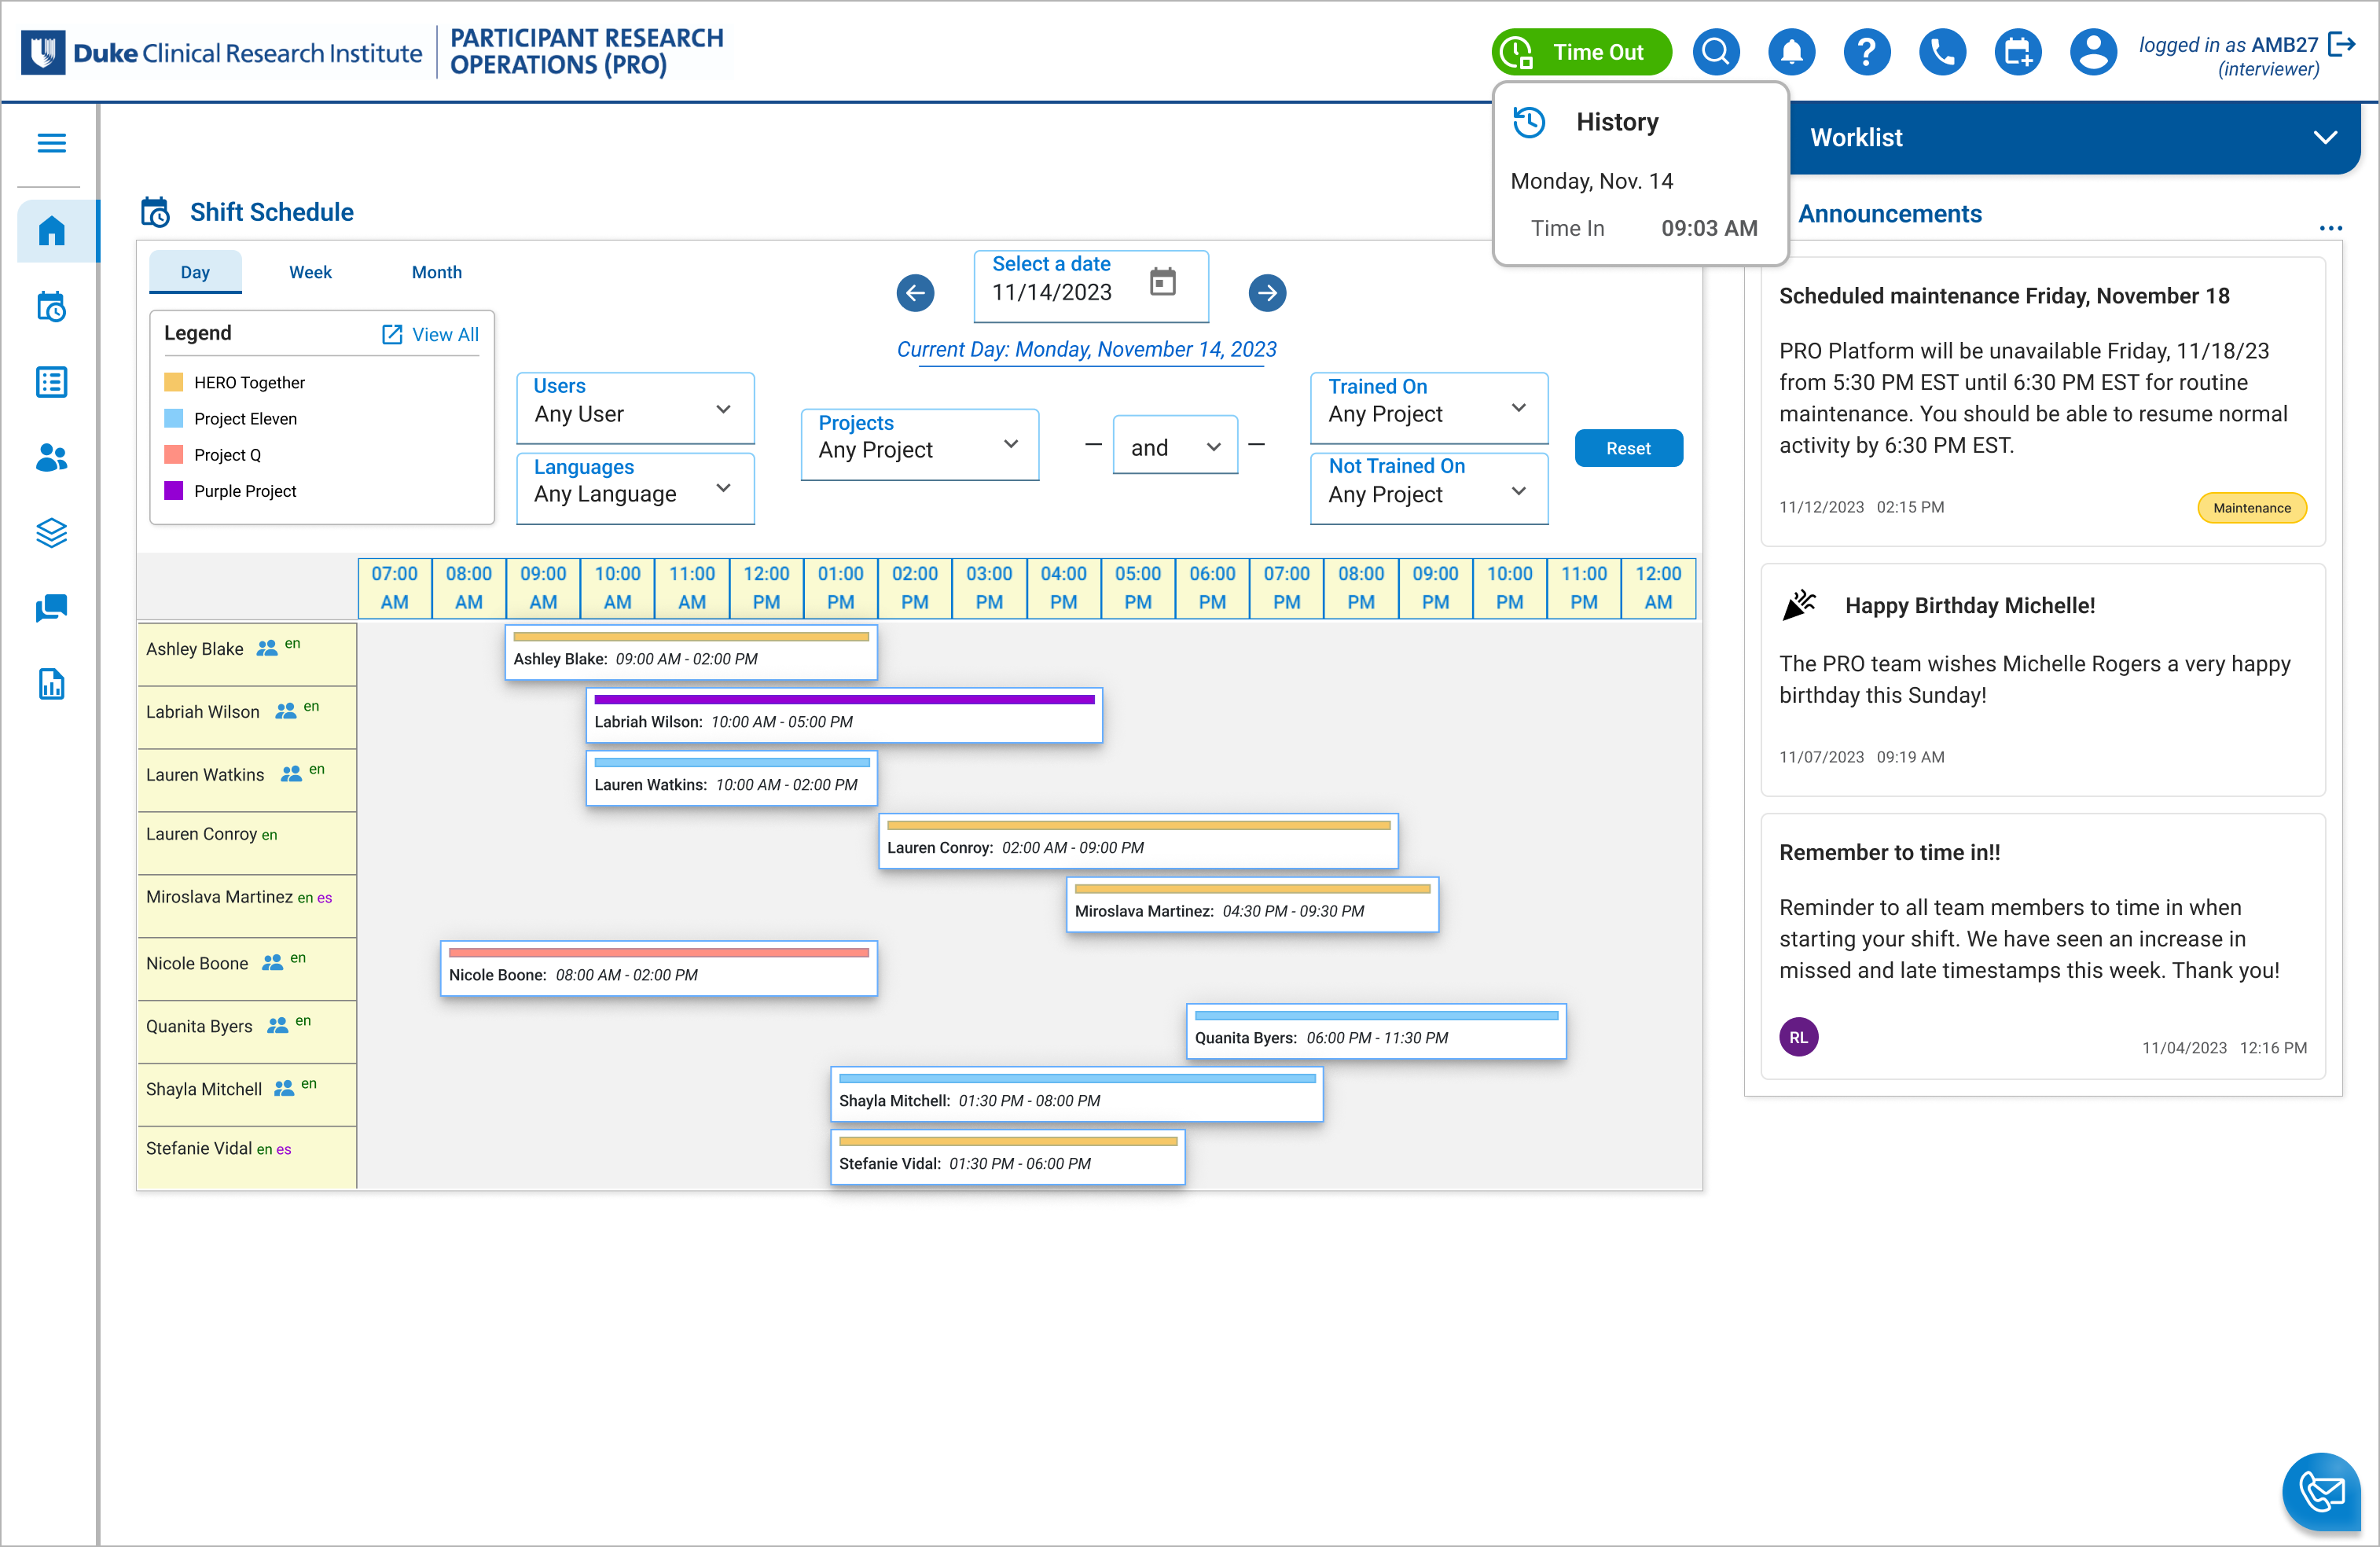 Duke Clinical Research Institute
PARTICIPANT RESEARCH
OPERATIONS (PRO)
Time Out
logged in as AMB27
(interviewer)
History
Monday, Nov. 14
Time In 09:03 AM
Worklist
Shift Schedule
Day Week Month
Legend View All
HERO Together
Project Eleven
Project Q
Purple Project
Select a date
11/14/2023
Current Day: Monday, November 14, 2023
Users
Any User
Languages
Any Language
Projects
Any Project
and
Trained On
Any Project
Not Trained On
Any Project
Reset
07:00 AM 08:00 AM 09:00 AM 10:00 AM 11:00 AM 12:00 PM 01:00 PM 02:00 PM 03:00 PM 04:00 PM 05:00 PM 06:00 PM 07:00 PM 08:00 PM 09:00 PM 10:00 PM 11:00 PM 12:00 AM
Ashley Blake en
Ashley Blake: 09:00 AM - 02:00 PM
Labriah Wilson en
Labriah Wilson: 10:00 AM - 05:00 PM
Lauren Watkins en
Lauren Watkins: 10:00 AM - 02:00 PM
Lauren Conroy en
Lauren Conroy: 02:00 AM - 09:00 PM
Miroslava Martinez en es
Miroslava Martinez: 04:30 PM - 09:30 PM
Nicole Boone en
Nicole Boone: 08:00 AM - 02:00 PM
Quanita Byers en
Quanita Byers: 06:00 PM - 11:30 PM
Shayla Mitchell en
Shayla Mitchell: 01:30 PM - 08:00 PM
Stefanie Vidal en es
Stefanie Vidal: 01:30 PM - 06:00 PM
Announcements
Scheduled maintenance Friday, November 18
PRO Platform will be unavailable Friday, 11/18/23
from 5:30 PM EST until 6:30 PM EST for routine
maintenance. You should be able to resume normal
activity by 6:30 PM EST.
11/12/2023 02:15 PM
Maintenance
Happy Birthday Michelle!
The PRO team wishes Michelle Rogers a very happy
birthday this Sunday!
11/07/2023 09:19 AM
Remember to time in!!
Reminder to all team members to time in when
starting your shift. We have seen an increase in
missed and late timestamps this week. Thank you!
RL
11/04/2023 12:16 PM